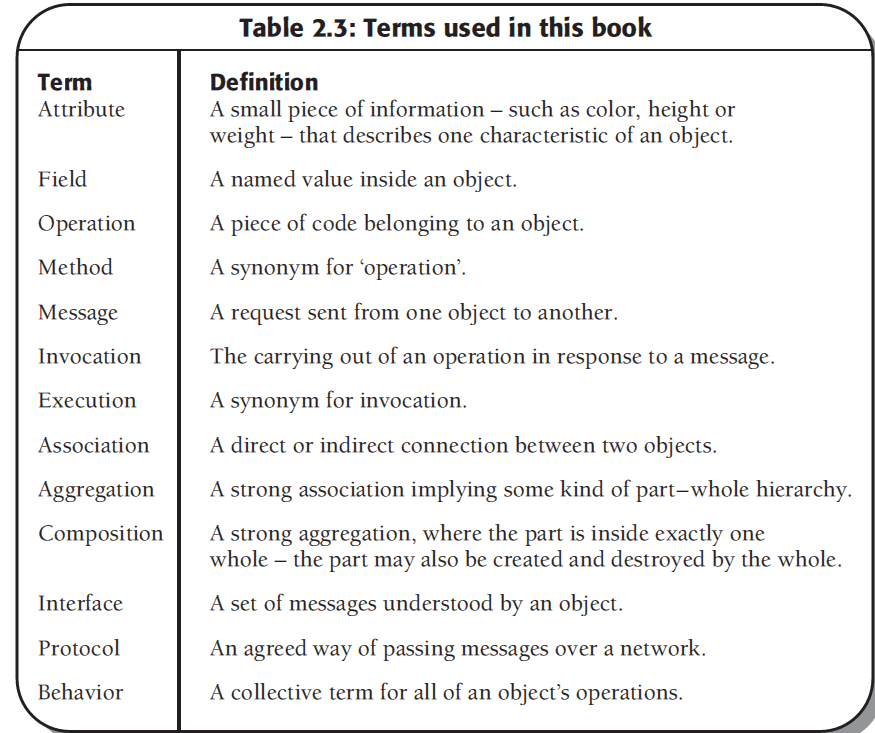 Table 2.3: Terms used in this book
Term Definition
Attribute A small piece of information – such as color, height or
weight – that describes one characteristic of an object.
Field A named value inside an object.
Operation A piece of code belonging to an object.
Method A synonym for ‘operation’.
Message A request sent from one object to another.
Invocation The carrying out of an operation in response to a message.
Execution A synonym for invocation.
Association A direct or indirect connection between two objects.
Aggregation A strong association implying some kind of part–whole hierarchy.
Composition A strong aggregation, where the part is inside exactly one
whole – the part may also be created and destroyed by the whole.
Interface A set of messages understood by an object.
Protocol An agreed way of passing messages over a network.
Behavior A collective term for all of an object’s operations.